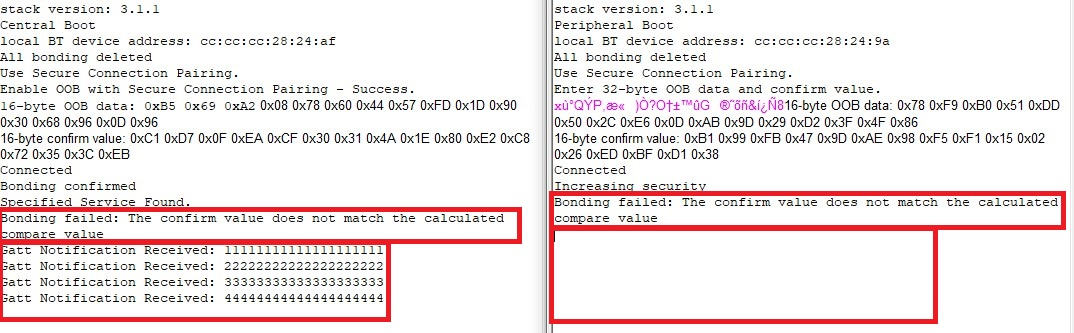 stack version: 3.1.1
Central Boot
local BT device address: cc:cc:cc:28:24:af
All bonding deleted
Use Secure Connection Pairing.
Enable OOB with Secure Connection Pairing - Success.
16-byte OOB data: 0xB5 0x69 0xA2 0x08 0x78 0x60 0x44 0x57 0xFD 0x1D 0x90
0x30 0x68 0x96 0x0D 0x96
16-byte confirm value: 0xC1 0xD7 0x0F 0xEA 0xCF 0x30 0x31 0x4A 0x1E 0x80 0xE2 0xC8
0x72 0x35 0x3C 0xEB
Connected
Bonding confirmed
Specified Service Found.
Bonding failed: The confirm value does not match the calculated
compare value
Gatt Notification Received: 11111111111111111111
Gatt Notification Received: 22222222222222222222
Gatt Notification Received: 33333333333333333333
Gatt Notification Received: 44444444444444444444
stack version: 3.1.1
Peripheral Boot
local BT device address: cc:cc:cc:28:24:9a
All bonding deleted
Use Secure Connection Pairing.
Enter 32-byte OOB data and confirm value.
16-byte OOB data: 0x78 0xF9 0xB0 0x51 0xDD
0x50 0x2C 0xE6 0x0D 0xAB 0x9D 0x29 0xD2 0x3F 0x4F 0x86
16-byte confirm value: 0xB1 0x99 0xFB 0x47 0x9D 0xAE 0x98 0xF5 0xF1 0x15 0x02
0x26 0xED 0xBF 0xD1 0x38
Connected
Increasing security
Bonding failed: The confirm value does not match the calculated
compare value